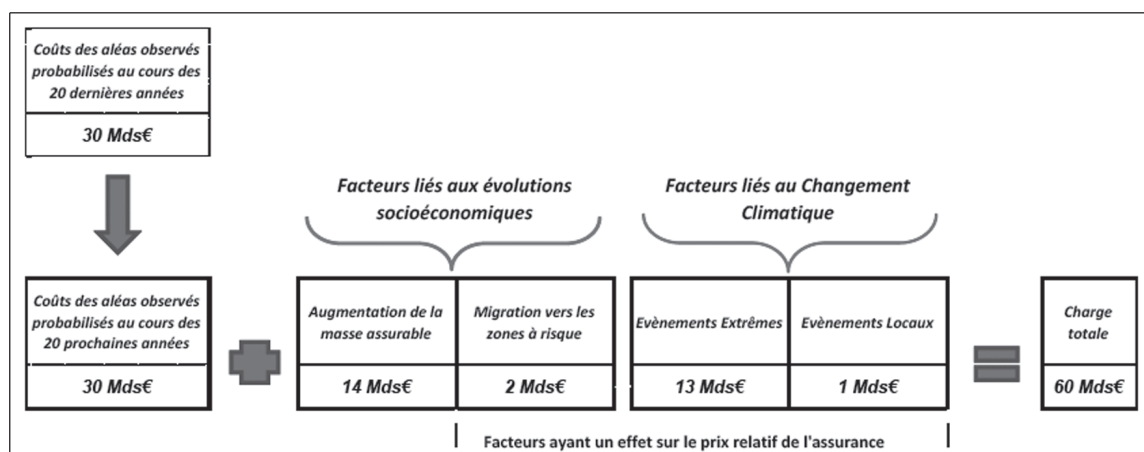 Coûts des aléas observés
probabilisés au cours des
20 dernières années
30 Mds€
Facteurs liés aux évolutions
socioéconomiques
Facteurs liés au Changement
Climatique
Coûts des aléas observés
probabilisés au cours des
20 prochaines années
30 Mds€
Augmentation de la
masse assurable
14 Mds€
Migration vers les
zones à risque
2 Mds€
Evènements Extrêmes
13 Mds€
Evènements Locaux
1 Mds€
Charge
totale
60 Mds€
Facteurs ayant un effet sur le prix relatif de l'assurance